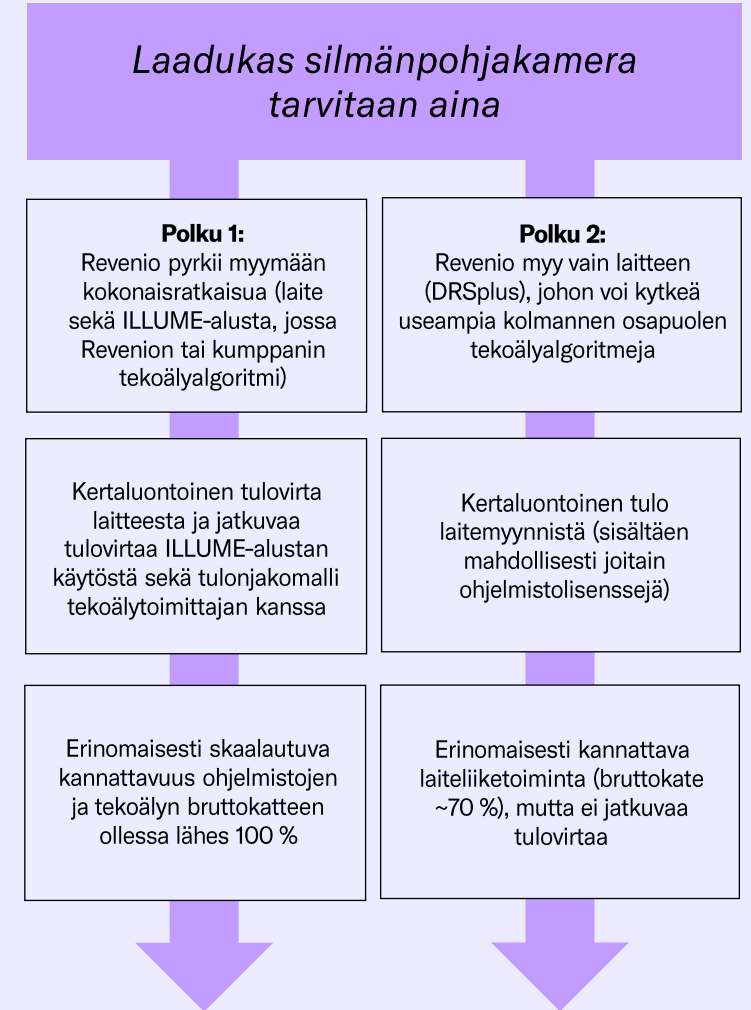 Laadukas silmänpohjakamera
tarvitaan aina
Polku 1:
Revenio pyrkii myymään
kokonaisratkaisua (laite
sekä ILLUME-alusta, jossa
Revenion tai kumppanin
tekoälyalgoritmi)
Kertaluontoinen tulovirta
laitteesta ja jatkuvaa
tulovirtaa ILLUME-alustan
käytöstä sekä tulonjakomalli
tekoälytoimittajan kanssa
Erinomaisesti skaalautuva
kannattavuus ohjelmistojen
ja tekoälyn bruttokatteen
ollessa lähes 100 %
Polku 2:
Revenio myy vain laitteen
(DRSplus), johon voi kytkeä
useampia kolmannen osapuolen
tekoälyalgoritmeja
Kertaluontoinen tulo
laitemyynnistä (sisältäen
mahdollisesti joitain
ohjelmistolisenssejä)
Erinomaisesti kannattava
laiteliiketoiminta (bruttokate
~70 %), mutta ei jatkuvaa
tulovirtaa